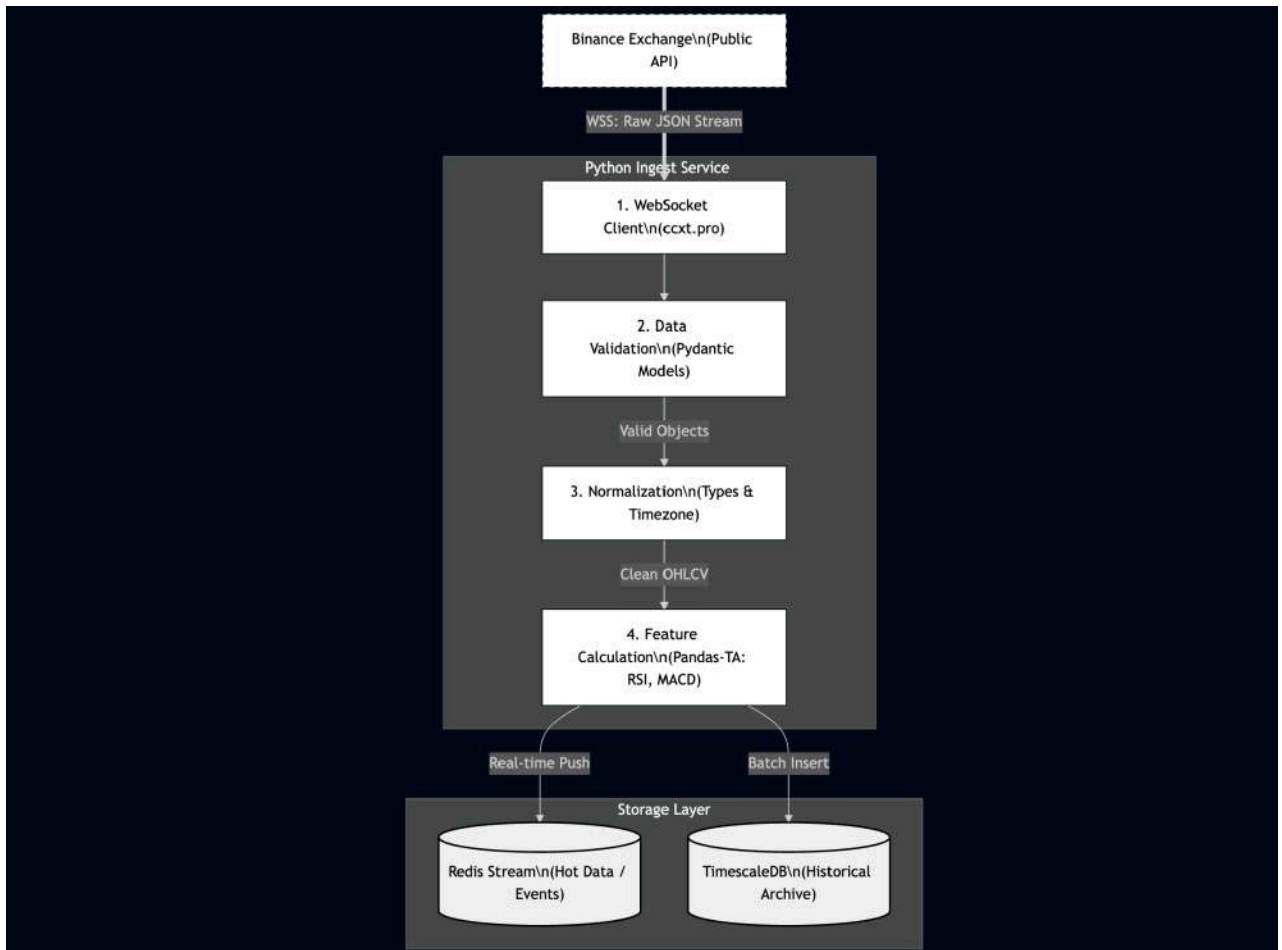 Binance Exchange\n(Public
API)
WSS: Raw JSON Stream
Python Ingest Service
1. WebSocket
Client\n(ccxt.pro)
2. Data
Validation\n(Pydantic
Models)
Valid Objects
3. Normalization\n(Types &
Timezone)
Clean OHLCV
4. Feature
Calculation\n(Pandas-TA:
RSI, MACD)
Real-time Push
Batch Insert
Storage Layer
Redis Stream\n(Hot Data /
Events)
TimescaleDB\n(Historical
Archive)